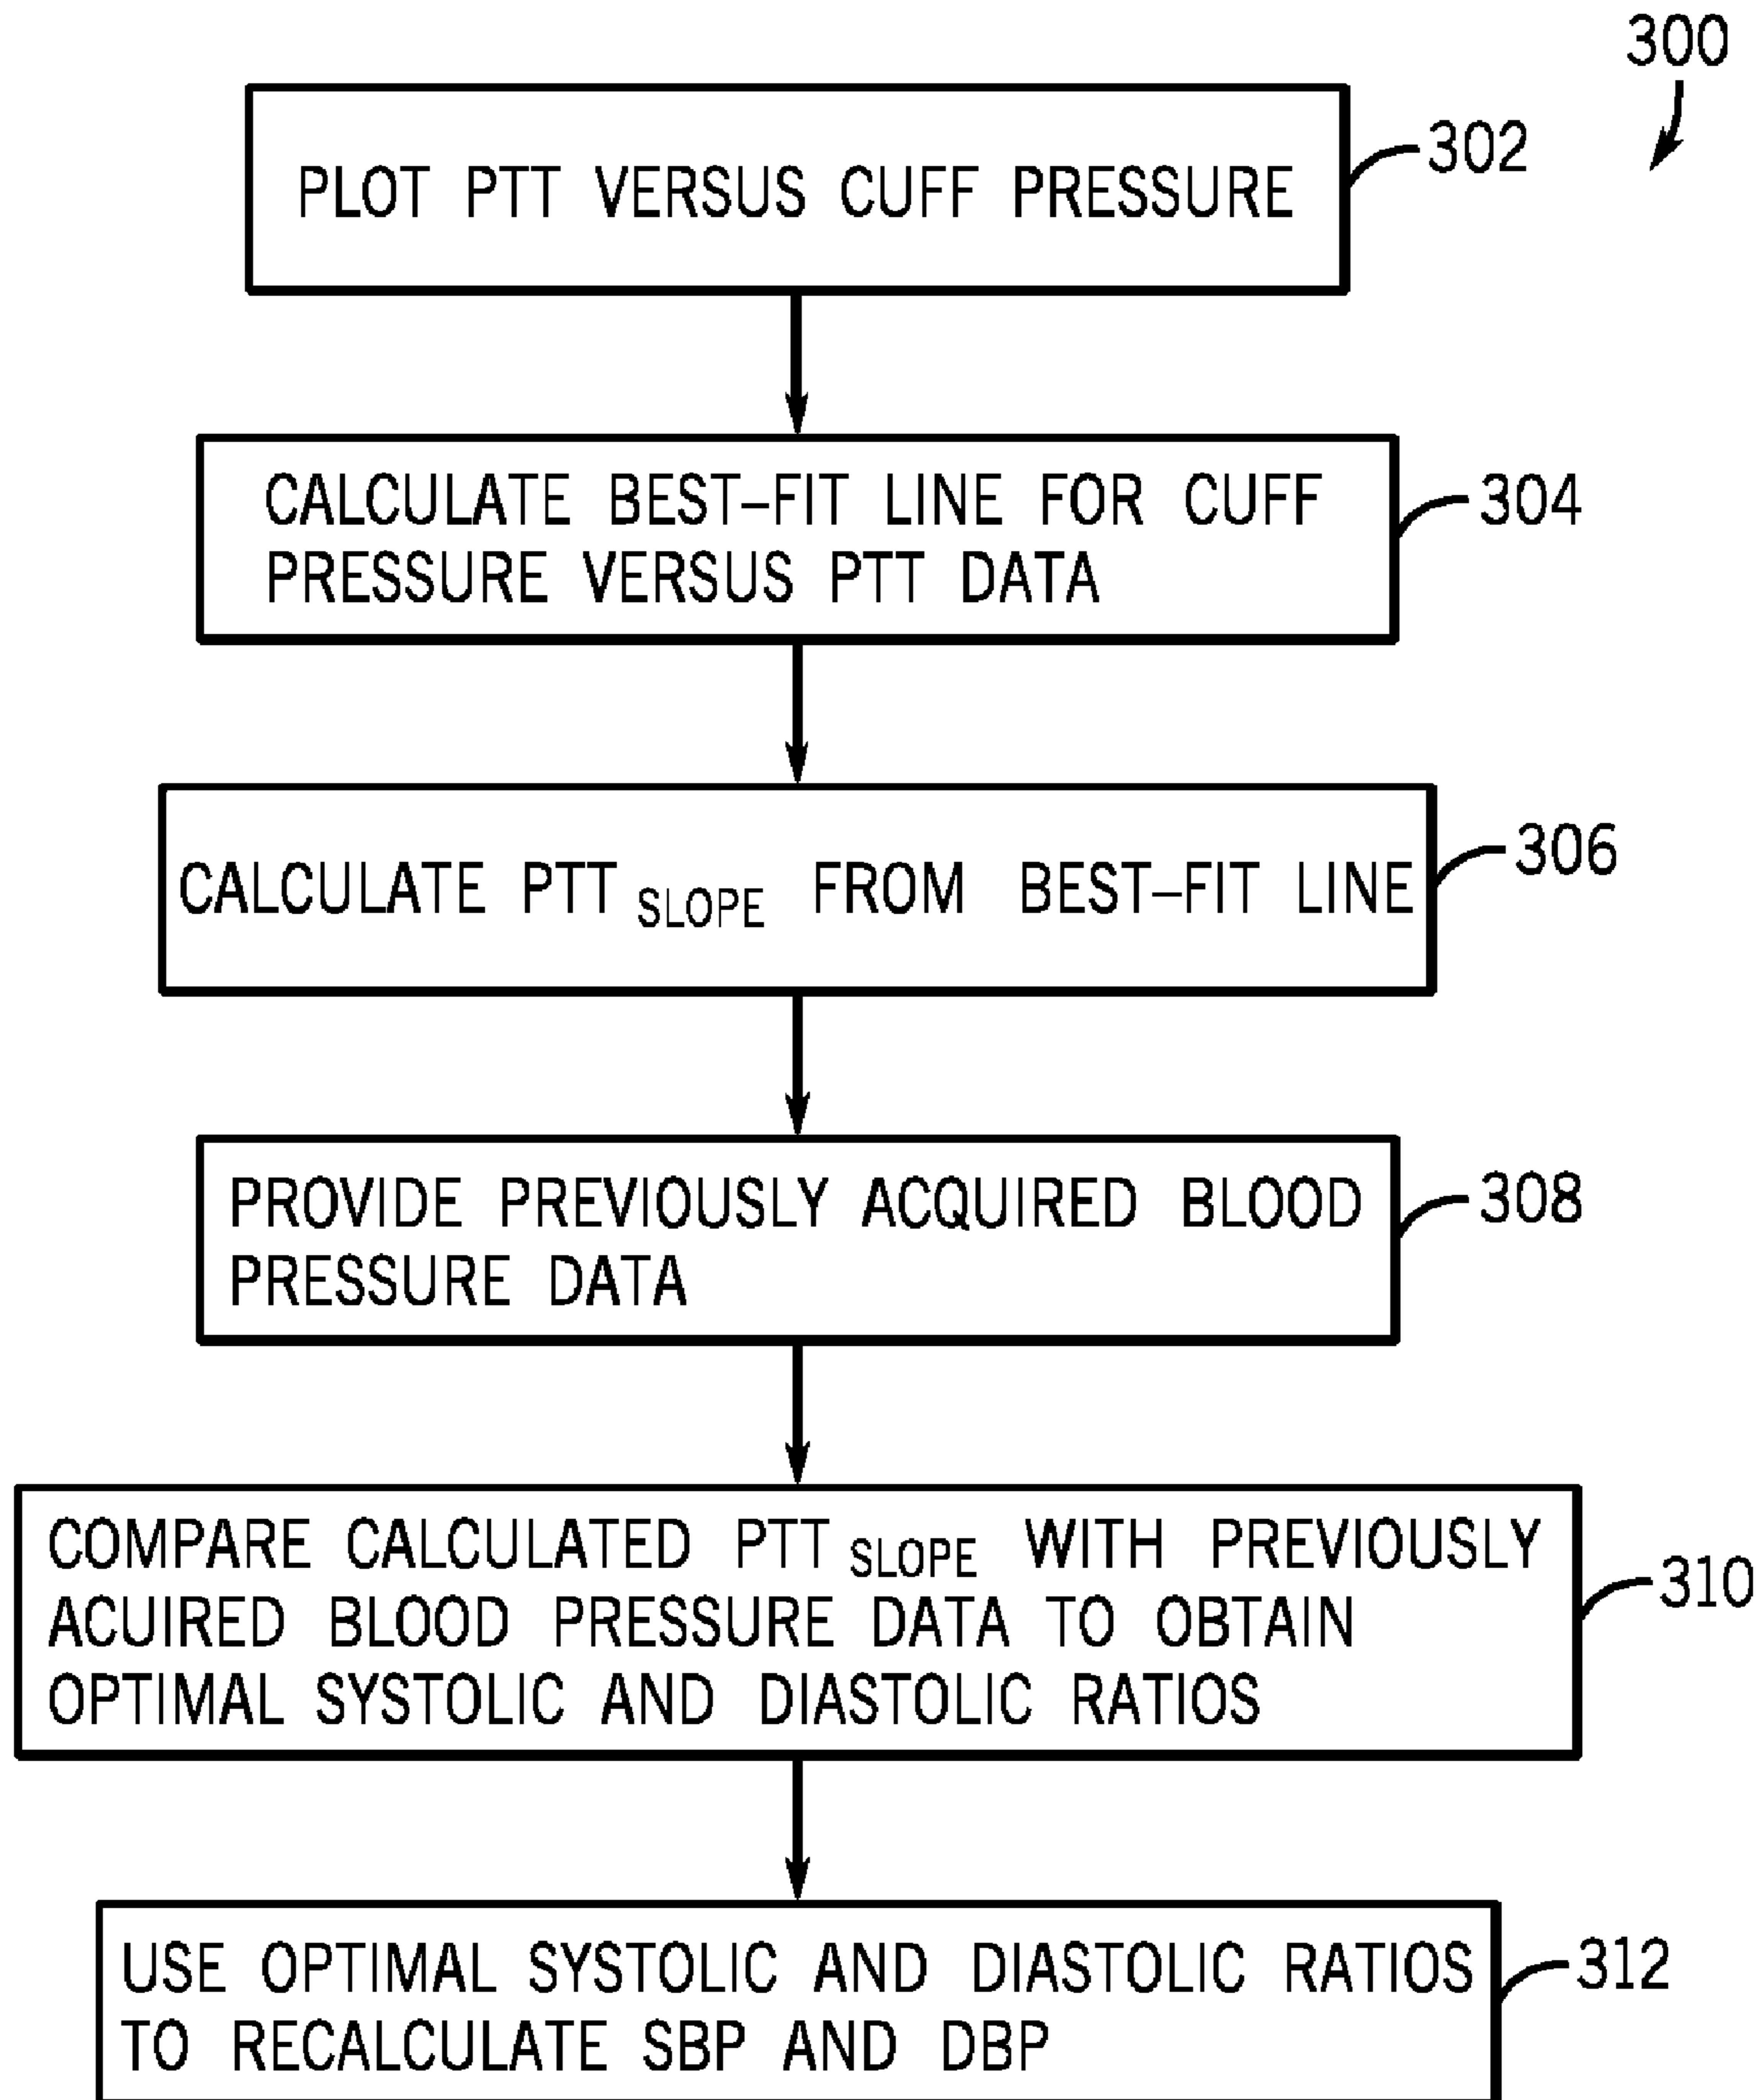 300
PLOT PTT VERSUS CUFF PRESSURE
302
CALCULATE BEST–FIT LINE FOR CUFF
PRESSURE VERSUS PTT DATA
304
CALCULATE PTT SLOPE FROM BEST–FIT LINE
306
PROVIDE PREVIOUSLY ACQUIRED BLOOD
PRESSURE DATA
308
COMPARE CALCULATED PTT SLOPE WITH PREVIOUSLY
ACUIRED BLOOD PRESSURE DATA TO OBTAIN
OPTIMAL SYSTOLIC AND DIASTOLIC RATIOS
310
USE OPTIMAL SYSTOLIC AND DIASTOLIC RATIOS
TO RECALCULATE SBP AND DBP
312